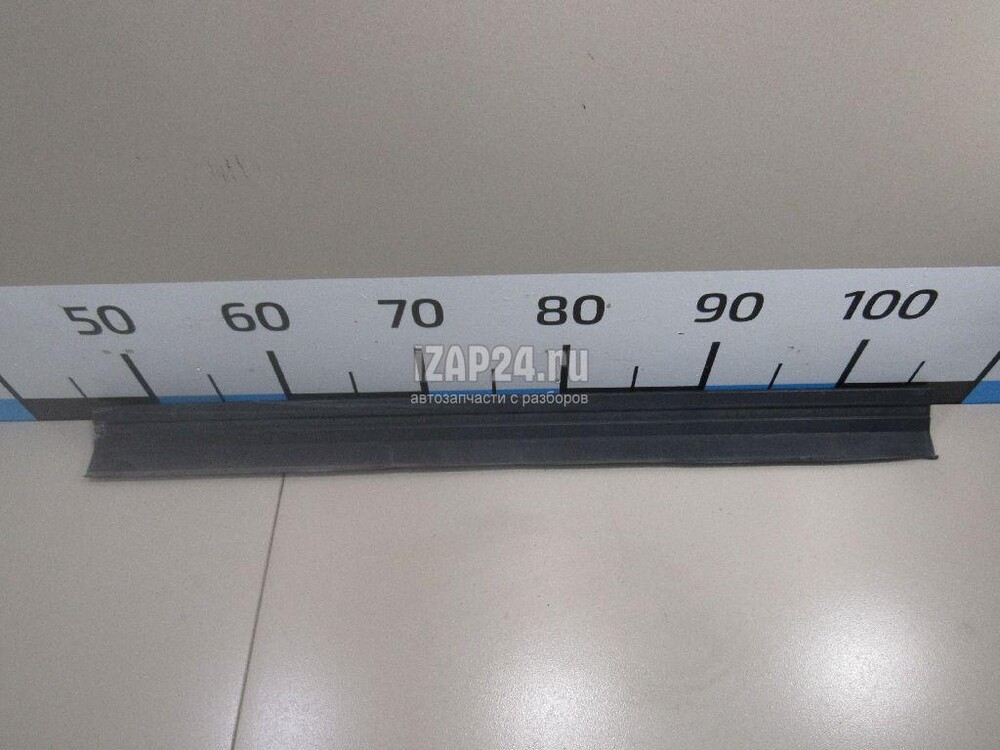 50 60 70 80 90 100
IZAP24.ru
автозапчасти с разборов